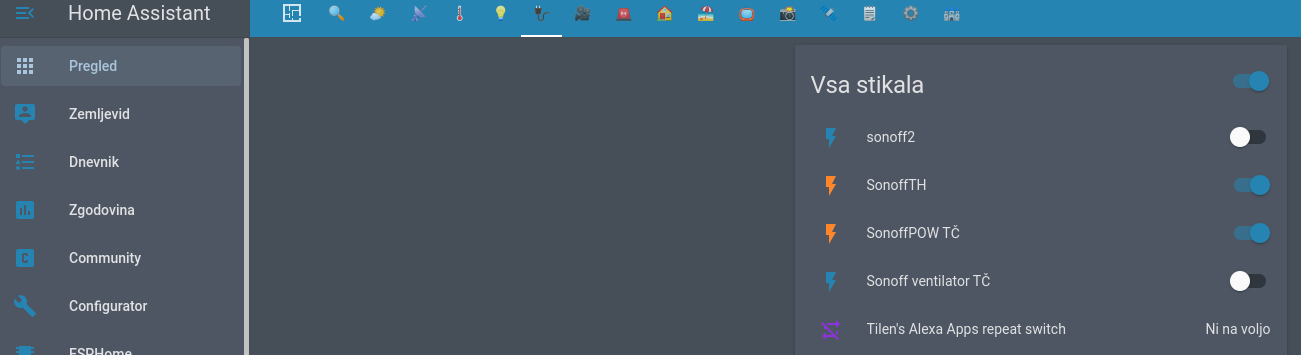 Home Assistant
Pregled
Zemljevid
Dnevnik
Zgodovina
Community
Configurator
ESPHome
Vsa stikala
sonoff2
SonoffTH
SonoffPOW TČ
Sonoff ventilator TČ
Tilen's Alexa Apps repeat switch Ni na voljo